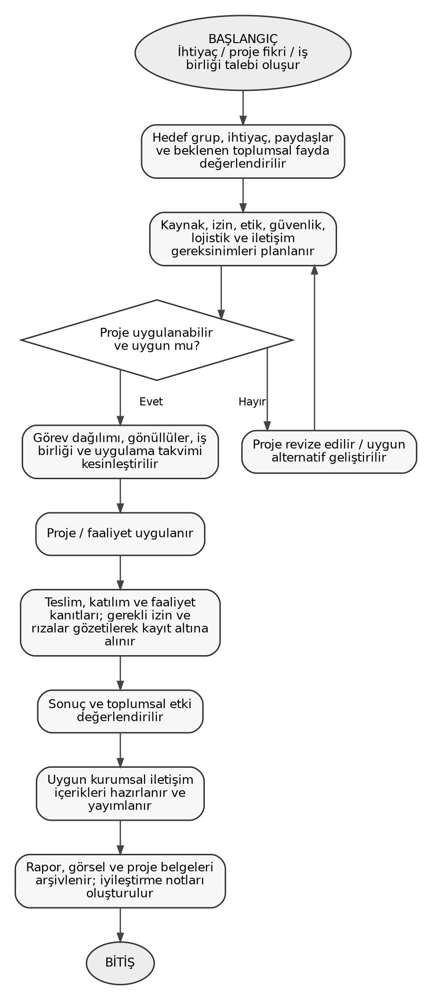 BAŞLANGIÇ
İhtiyaç / proje fikri / iş
birliği talebi oluşur
Hedef grup, ihtiyaç, paydaşlar
ve beklenen toplumsal fayda
değerlendirilir
Kaynak, izin, etik, güvenlik,
lojistik ve iletişim
gereksinimleri planlanır
Proje uygulanabilir
ve uygun mu?
Evet
Hayır
Görev dağılımı, gönüllüler, iş
birliği ve uygulama takvimi
kesinleştirilir
Proje revize edilir / uygun
alternatif geliştirilir
Proje / faaliyet uygulanır
Teslim, katılım ve faaliyet
kanıtları; gerekli izin ve
rızalar gözetilerek kayıt altına
alınır
Sonuç ve toplumsal etki
değerlendirilir
Uygun kurumsal iletişim
içerikleri hazırlanır ve
yayımlanır
Rapor, görsel ve proje belgeleri
arşivlenir; iyileştirme notları
oluşturulur
BİTİŞ